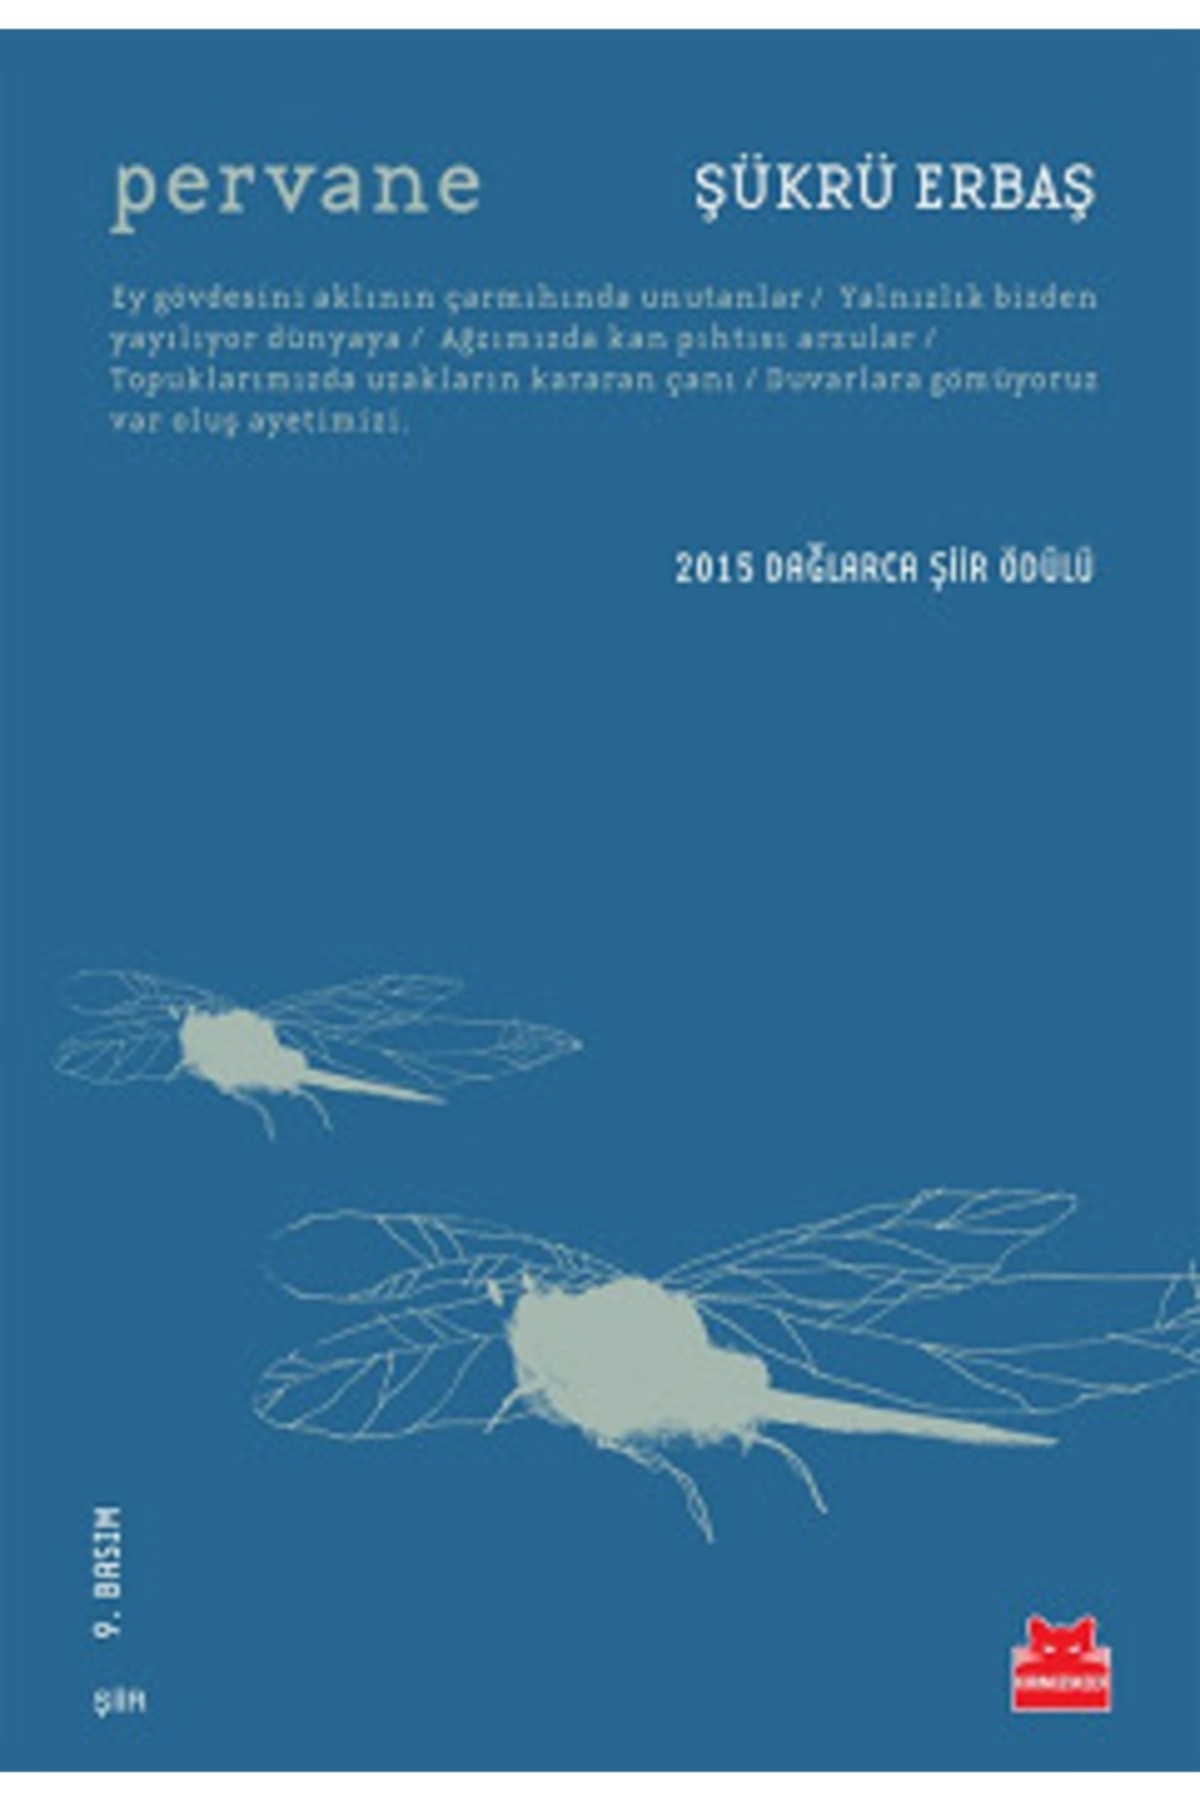 pervane
ŞÜKRÜ ERBAŞ
Ey gövdesini aklının çarmıhında unutanlar / Yalnızlık bizden
yayılıyor dünyaya / Ağzımızda kan pıhtısı arzular /
Topuklarımızda uzakların kararan çanı / Duvarlara gömüyoruz
var oluş ayetimizi.
2015 DAĞLARCA ŞİİR ÖDÜLÜ
9. BASIM
ŞİİR
KIRMIZIKEDİ